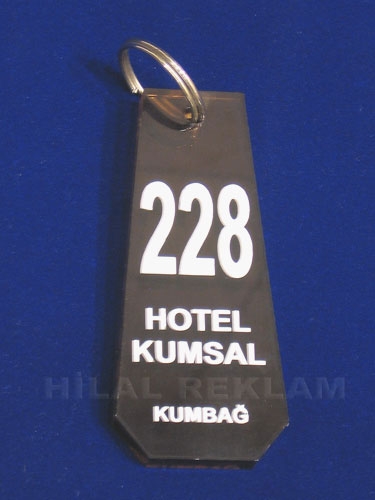 228
HOTEL
KUMSAL
HİLAL REKLAM
KUMBAĞ